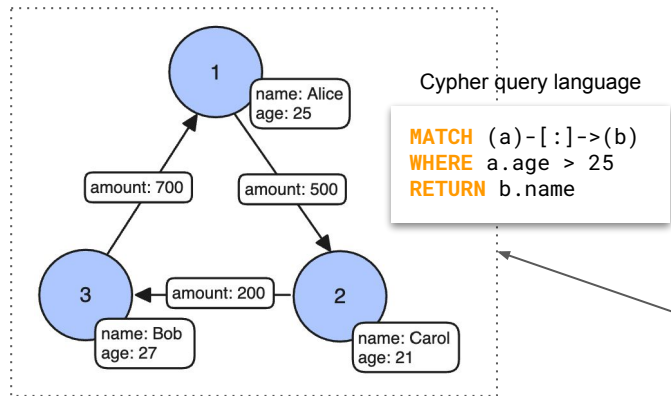 1
name: Alice
age: 25
Cypher query language
MATCH (a)-[:]->(b)
WHERE a.age > 25
RETURN b.name
amount: 700
amount: 500
3
amount: 200
2
name: Bob
age: 27
name: Carol
age: 21